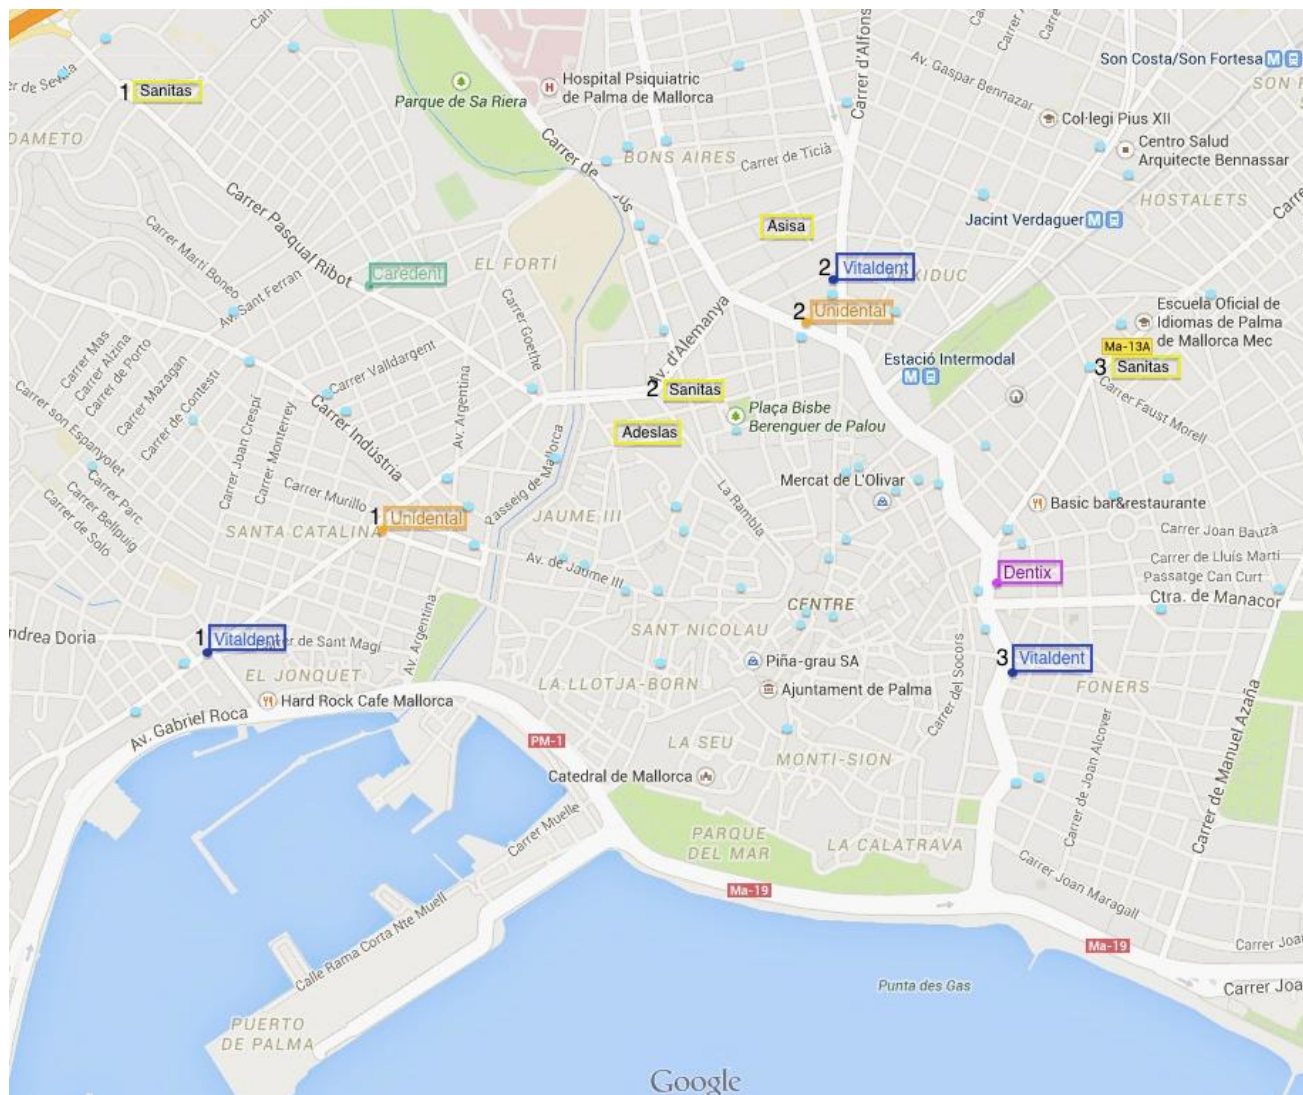 Son Costa/Son Fortesa
er de Sevilla
1 Sanitas
Hospital Psiquiatric
de Palma de Mallorca
Parque de Sa Riera
Carrer d'Alfons
Av. Gaspar Bennazar
Col·legi Pius XII
Centro Salud
Arquitecte Bennassar
DAMETO
BONS AIRES
Carrer de Ticià
HOSTALETS
Carrer Pasqual Ribot
Jacint Verdaguer
Asisa
Carrer Martí Boneo
Caredent
EL FORTÍ
2 Vitaldent
Av. Sant Ferran
2 Unidental
Escuela Oficial de
Idiomas de Palma
de Mallorca Mec
Ma-13A
3 Sanitas
Carrer Goethe
Av. d'Alemanya
Estació Intermodal
Carrer Mas
Carrer Alzina
Carrer de Porto
Carrer Mazagan
Carrer de Contesti
Carrer Valldargent
2 Sanitas
Plaça Bisbe
Berenguer de Palou
Adeslas
Carrer Faust Morell
Carrer son Espanyolet
Carrer Joan Crespí
Carrer Monterrey
Carrer Indústria
Av. Argentina
Passeig de Mallorca
Mercat de L'Olivar
La Rambla
Carrer Parc
Carrer Bellpuig
Carrer de Soló
Carrer Murillo
1 Unidental
SANTA CATALINA
JAUME III
Basic bar&restaurante
Carrer Joan Bauzà
Av. de Jaume III
Carrer de Lluís Martí
Dentix
Passatge Can Curt
Ctra. de Manacor
CENTRE
SANT NICOLAU
ndrea Doria
1 Vitaldent
Carrer de Sant Magí
Av. Argentina
Piña-grau SA
Carrer del Socors
3 Vitaldent
EL JONQUET
LA LLOTJA-BORN
Ajuntament de Palma
FONERS
Hard Rock Cafe Mallorca
Av. Gabriel Roca
PM-1
LA SEU
MONTI-SION
Carrer de Joan Alcover
Carrer de Manuel Azaña
Catedral de Mallorca
Carrer Muelle
PARQUE
DEL MAR
LA CALATRAVA
Ma-19
Carrer Joan Maragall
Calle Rama Corta Nte Muell
Ma-19
Carrer Joa
Punta des Gas
Carrer Joa
PUERTO
DE PALMA
Google